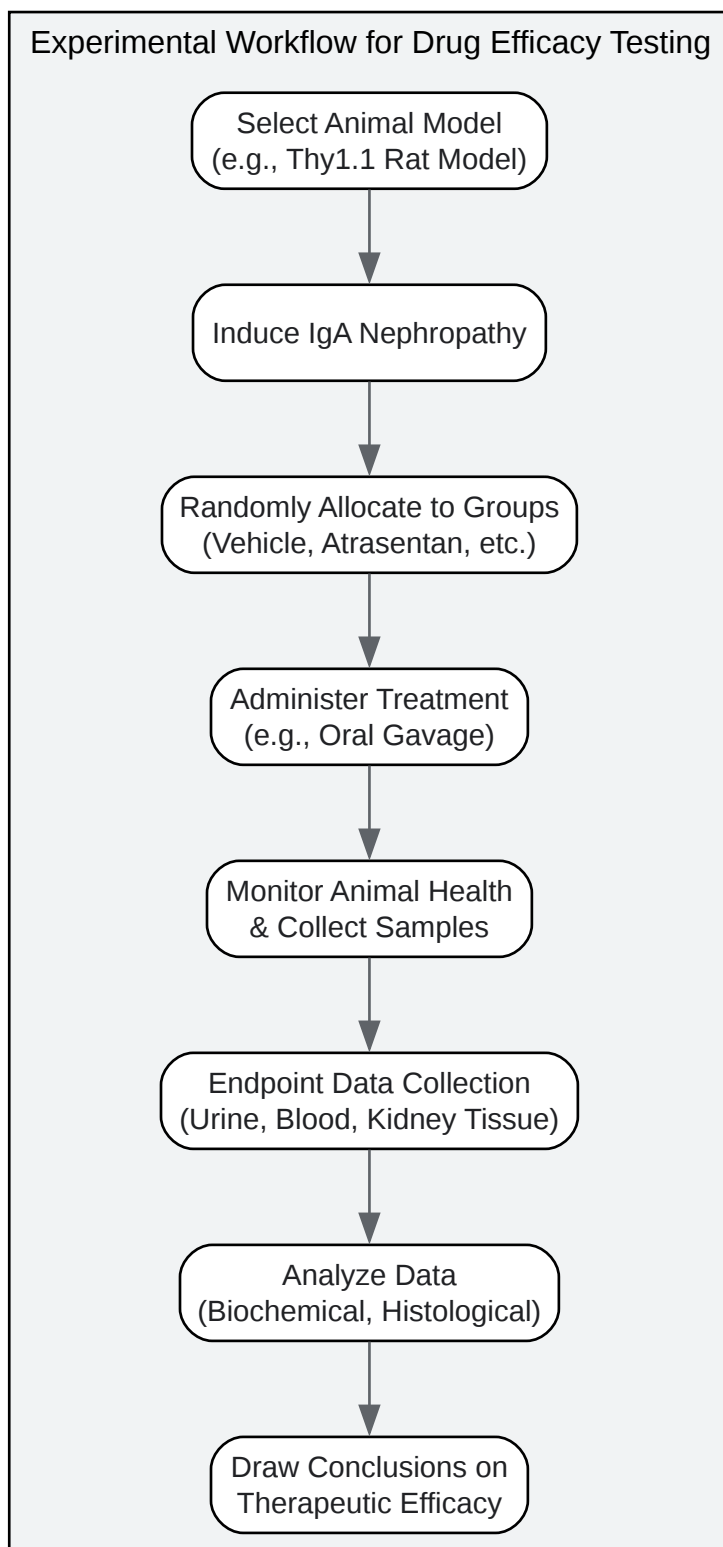 Experimental Workflow for Drug Efficacy Testing
Select Animal Model
(e.g., Thy1.1 Rat Model)
Induce IgA Nephropathy
Randomly Allocate to Groups
(Vehicle, Atrasentan, etc.)
Administer Treatment
(e.g., Oral Gavage)
Monitor Animal Health
& Collect Samples
Endpoint Data Collection
(Urine, Blood, Kidney Tissue)
Analyze Data
(Biochemical, Histological)
Draw Conclusions on
Therapeutic Efficacy